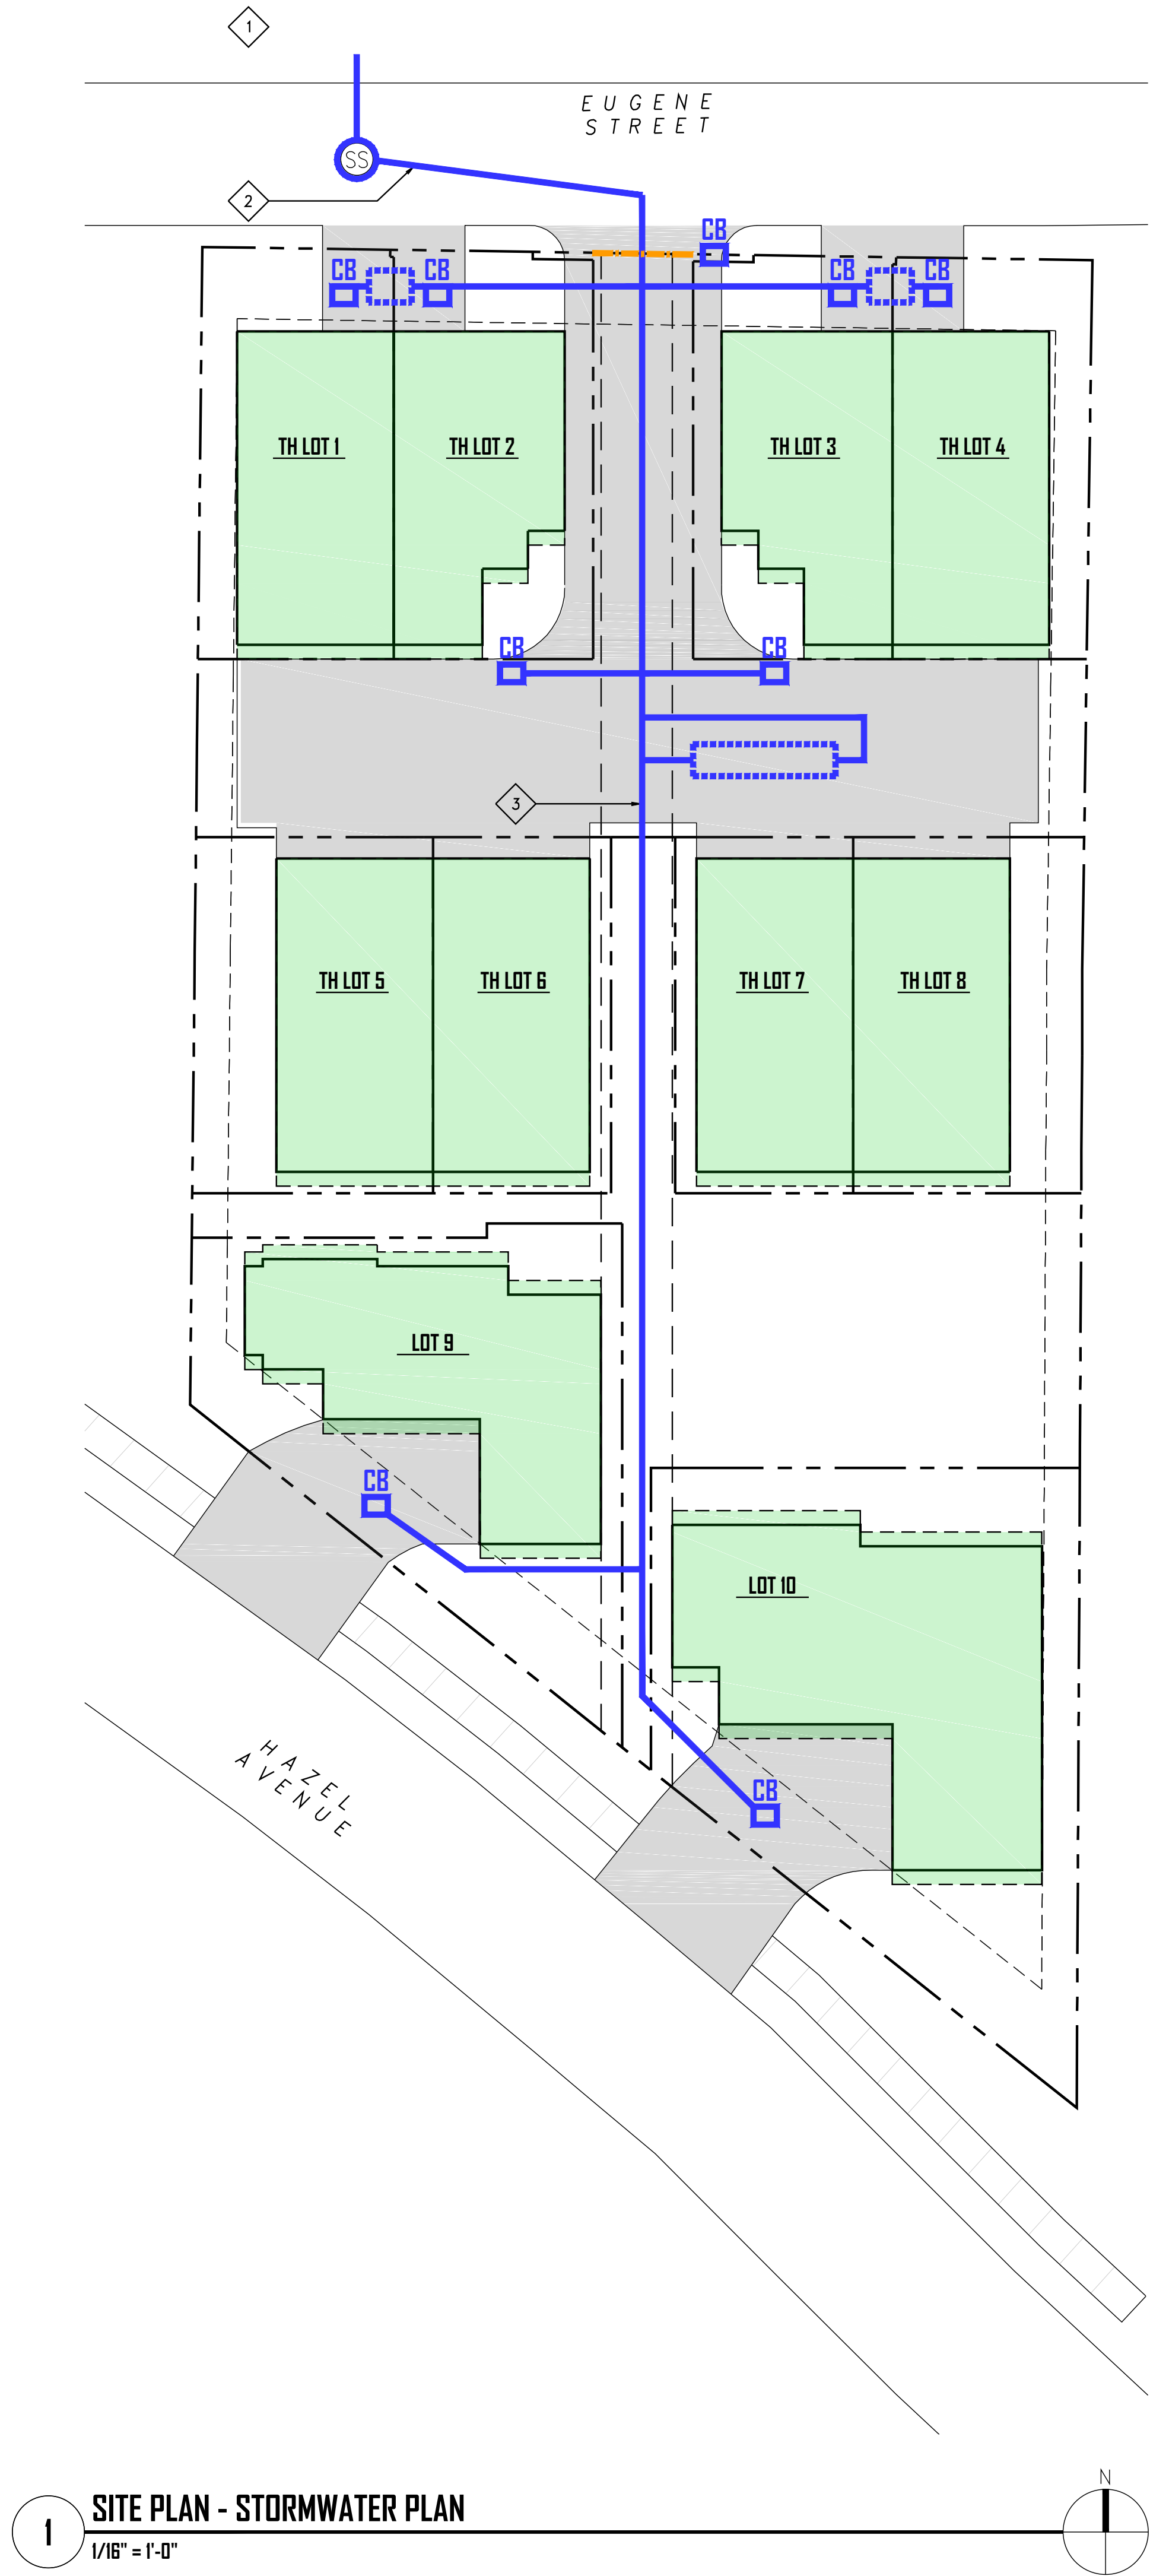 1
EUGENE
STREET
SS
2
CB
CB
CB
CB
CB
TH LOT 1
TH LOT 2
TH LOT 3
TH LOT 4
CB
CB
3
TH LOT 5
TH LOT 6
TH LOT 7
TH LOT 8
LOT 9
CB
LOT 10
HAZEL
AVENUE
CB
N
1
SITE PLAN - STORMWATER PLAN
1/16" = 1'-0"